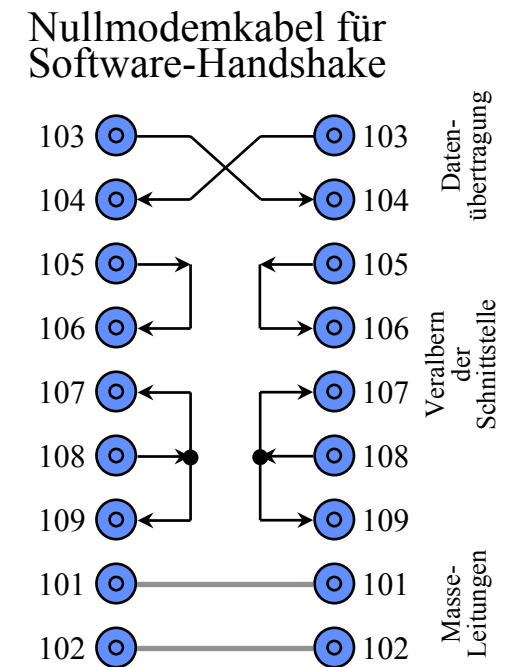 Nullmodemkabel für
Software-Handshake
103 103
104 104
Daten-
übertragung
105 105
106 106
107 107
108 108
109 109
Veralbern
der
Schnittstelle
101 101
102 102
Masse-
Leitungen